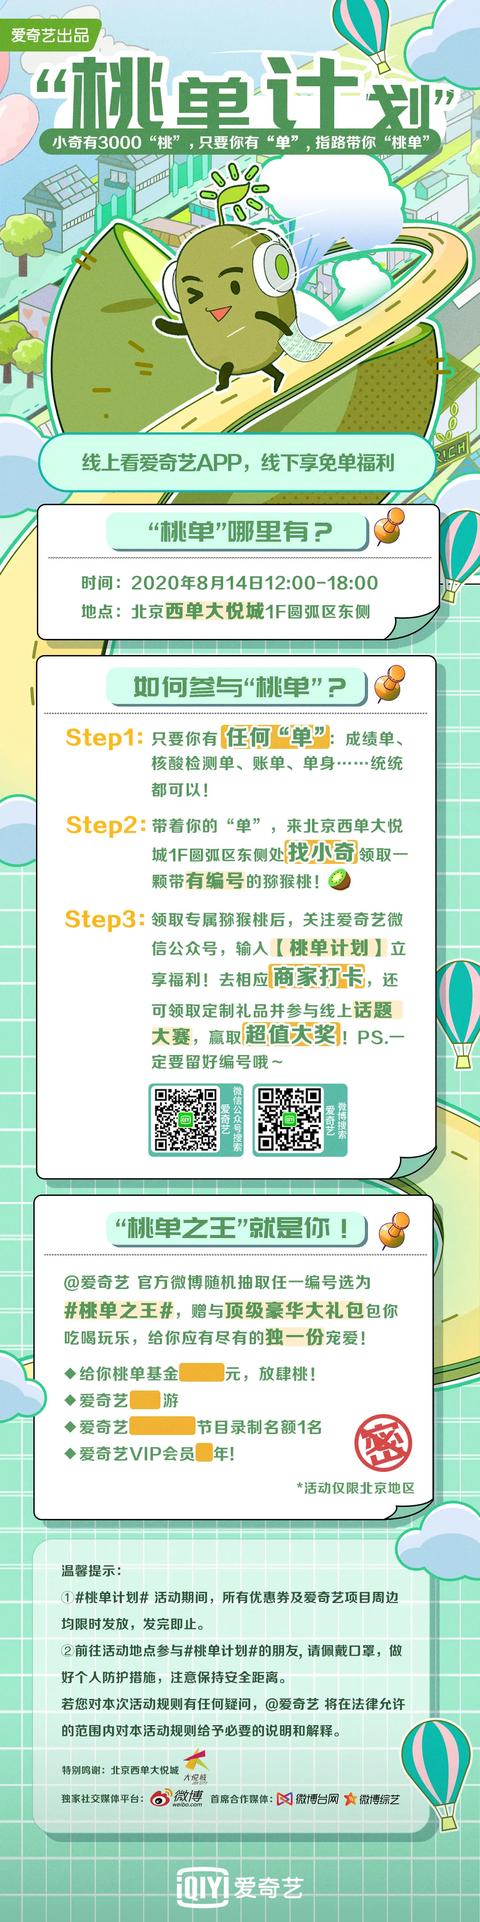 爱奇艺出品
“桃单计划”
小奇有3000“桃”,只要你有“单”,指路带你“桃单”
线上看爱奇艺APP，线下享免单福利
RICH
“桃单”哪里有？
时间：2020年8月14日12:00-18:00
地点：北京西单大悦城1F圆弧区东侧
如何参与“桃单”？
Step1: 只要你有任何“单”：成绩单、
核酸检测单、账单、单身……统统
都可以！
Step2: 带着你的“单”，来北京西单大悦
城1F圆弧区东侧处找小奇领取一
颗带有编号的猕猴桃！
Step3: 领取专属猕猴桃后，关注爱奇艺微
信公众号，输入【桃单计划】立
享福利！去相应商家打卡，还
可领取定制礼品并参与线上话题
大赛，赢取超值大奖！PS.一
定要留好编号哦～
微信公众号搜索
爱奇艺
微博搜索
爱奇艺
“桃单之王”就是你！
@爱奇艺 官方微博随机抽取任一编号选为
#桃单之王#，赠与顶级豪华大礼包包你
吃喝玩乐，给你应有尽有的独一份宠爱！
◆给你桃单基金 元，放肆桃！
◆爱奇艺 游
◆爱奇艺 节目录制名额1名
◆爱奇艺VIP会员 年!
密
*活动仅限北京地区
温馨提示：
①#桃单计划# 活动期间，所有优惠券及爱奇艺项目周边
均限时发放，发完即止。
②前往活动地点参与#桃单计划#的朋友, 请佩戴口罩，做
好个人防护措施，注意保持安全距离。
若您对本次活动规则有任何疑问，@爱奇艺 将在法律允许
的范围内对本活动规则给予必要的说明和解释。
特别鸣谢：北京西单大悦城 大悦城
独家社交媒体平台：微博 weibo.com 首席合作媒体：微博台网 微博综艺
iQIYI 爱奇艺